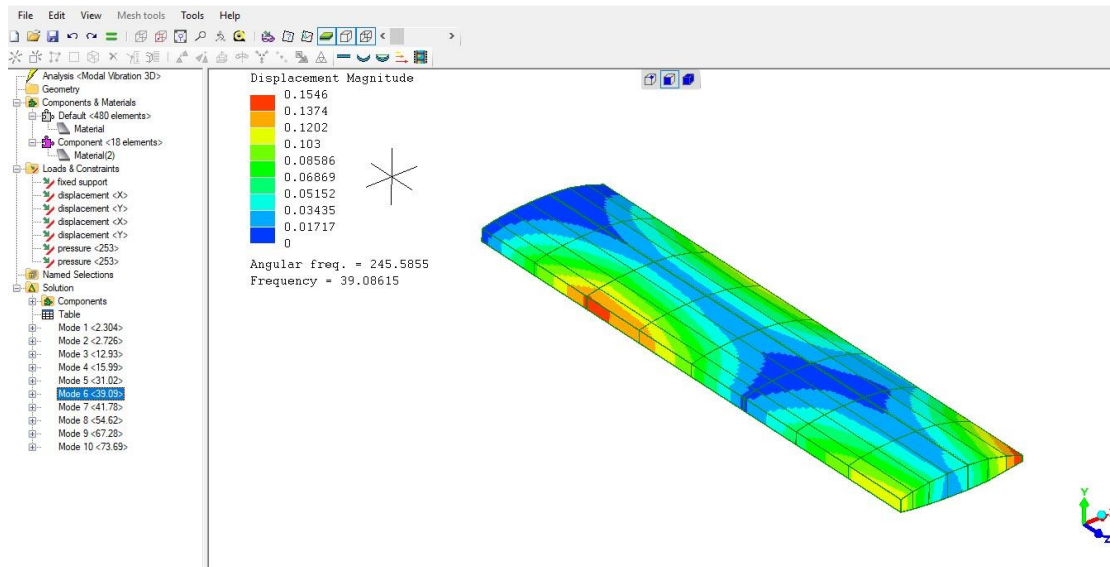 File Edit View Mesh tools Tools Help
Analysis <Modal Vibration 3D>
Geometry
Components & Materials
Default <480 elements>
Material
Component <18 elements>
Material(2)
Loads & Constraints
fixed support
displacement <X>
displacement <Y>
displacement <X>
displacement <Y>
pressure <253>
pressure <253>
Named Selections
Solution
Components
Table
Mode 1 <2.304>
Mode 2 <2.726>
Mode 3 <12.93>
Mode 4 <15.99>
Mode 5 <31.02>
Mode 6 <39.09>
Mode 7 <41.78>
Mode 8 <54.62>
Mode 9 <67.28>
Mode 10 <73.69>
Displacement Magnitude
0.1546
0.1374
0.1202
0.103
0.08586
0.06869
0.05152
0.03435
0.01717
0
Angular freq. = 245.5855
Frequency = 39.08615
Y
Z